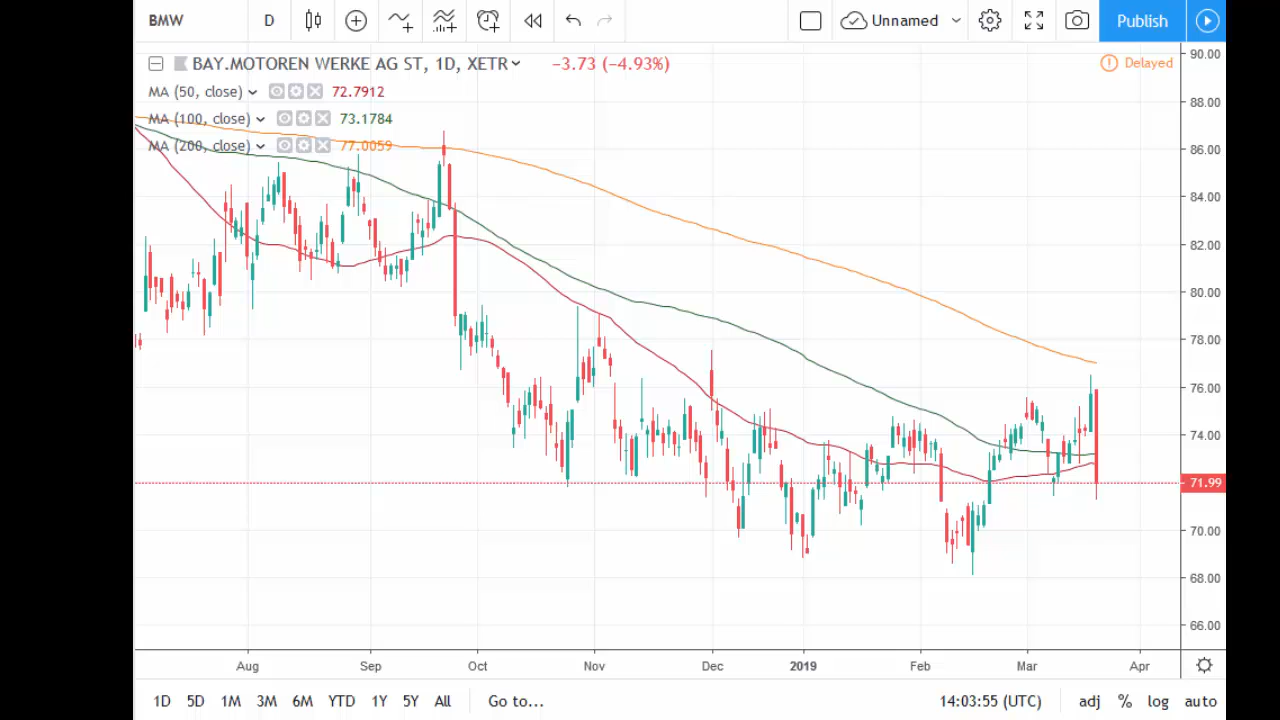 BMW D Unnamed Publish
BAY.MOTOREN WERKE AG ST, 1D, XETR −3.73 (−4.93%)
Delayed
MA (50, close) 72.7912
MA (100, close) 73.1784
MA (200, close) 77.0059
90.00
88.00
86.00
84.00
82.00
80.00
78.00
76.00
74.00
71.99
70.00
68.00
66.00
Aug Sep Oct Nov Dec 2019 Feb Mar Apr
1D 5D 1M 3M 6M YTD 1Y 5Y All Go to... 14:03:55 (UTC) adj % log auto